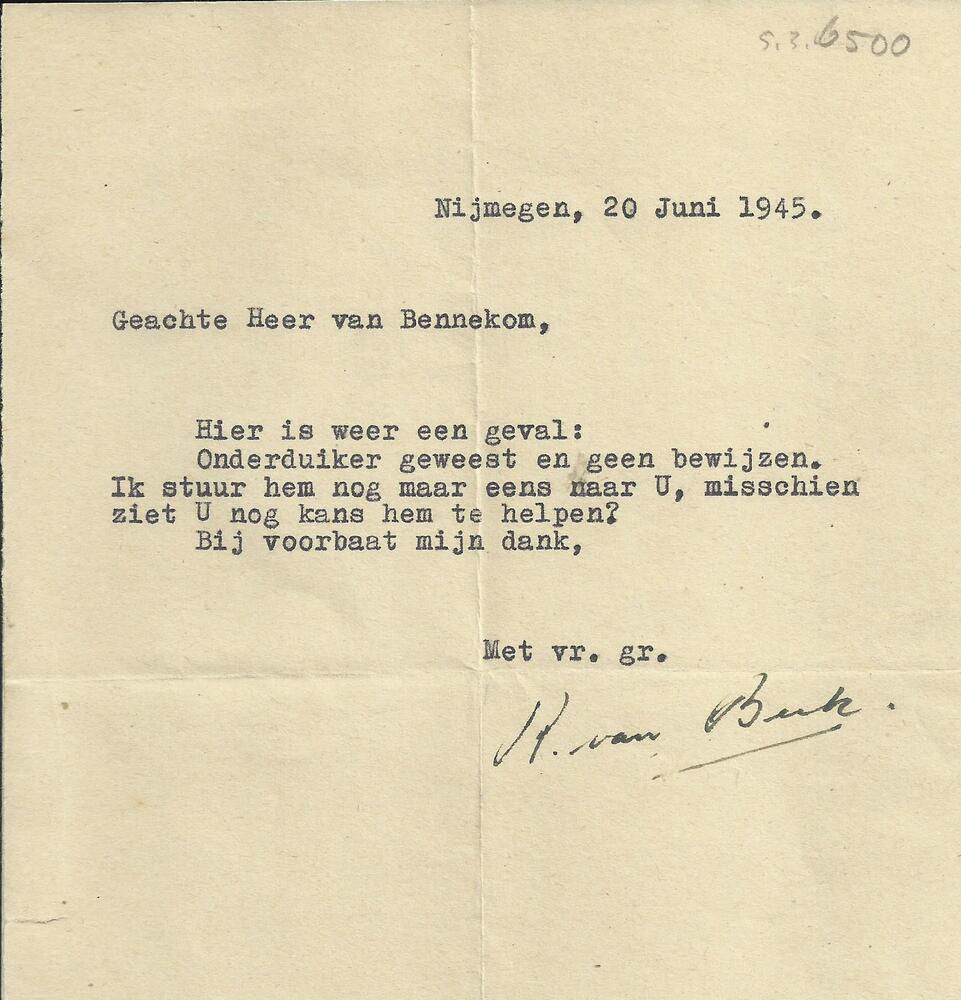 S.3.6500
Nijmegen, 20 Juni 1945.
Geachte Heer van Bennekom,
Hier is weer een geval:
Onderduiker geweest en geen bewijzen.
Ik stuur hem nog maar eens naar U, misschien
ziet U nog kans hem te helpen?
Bij voorbaat mijn dank,
Met vr. gr.
van